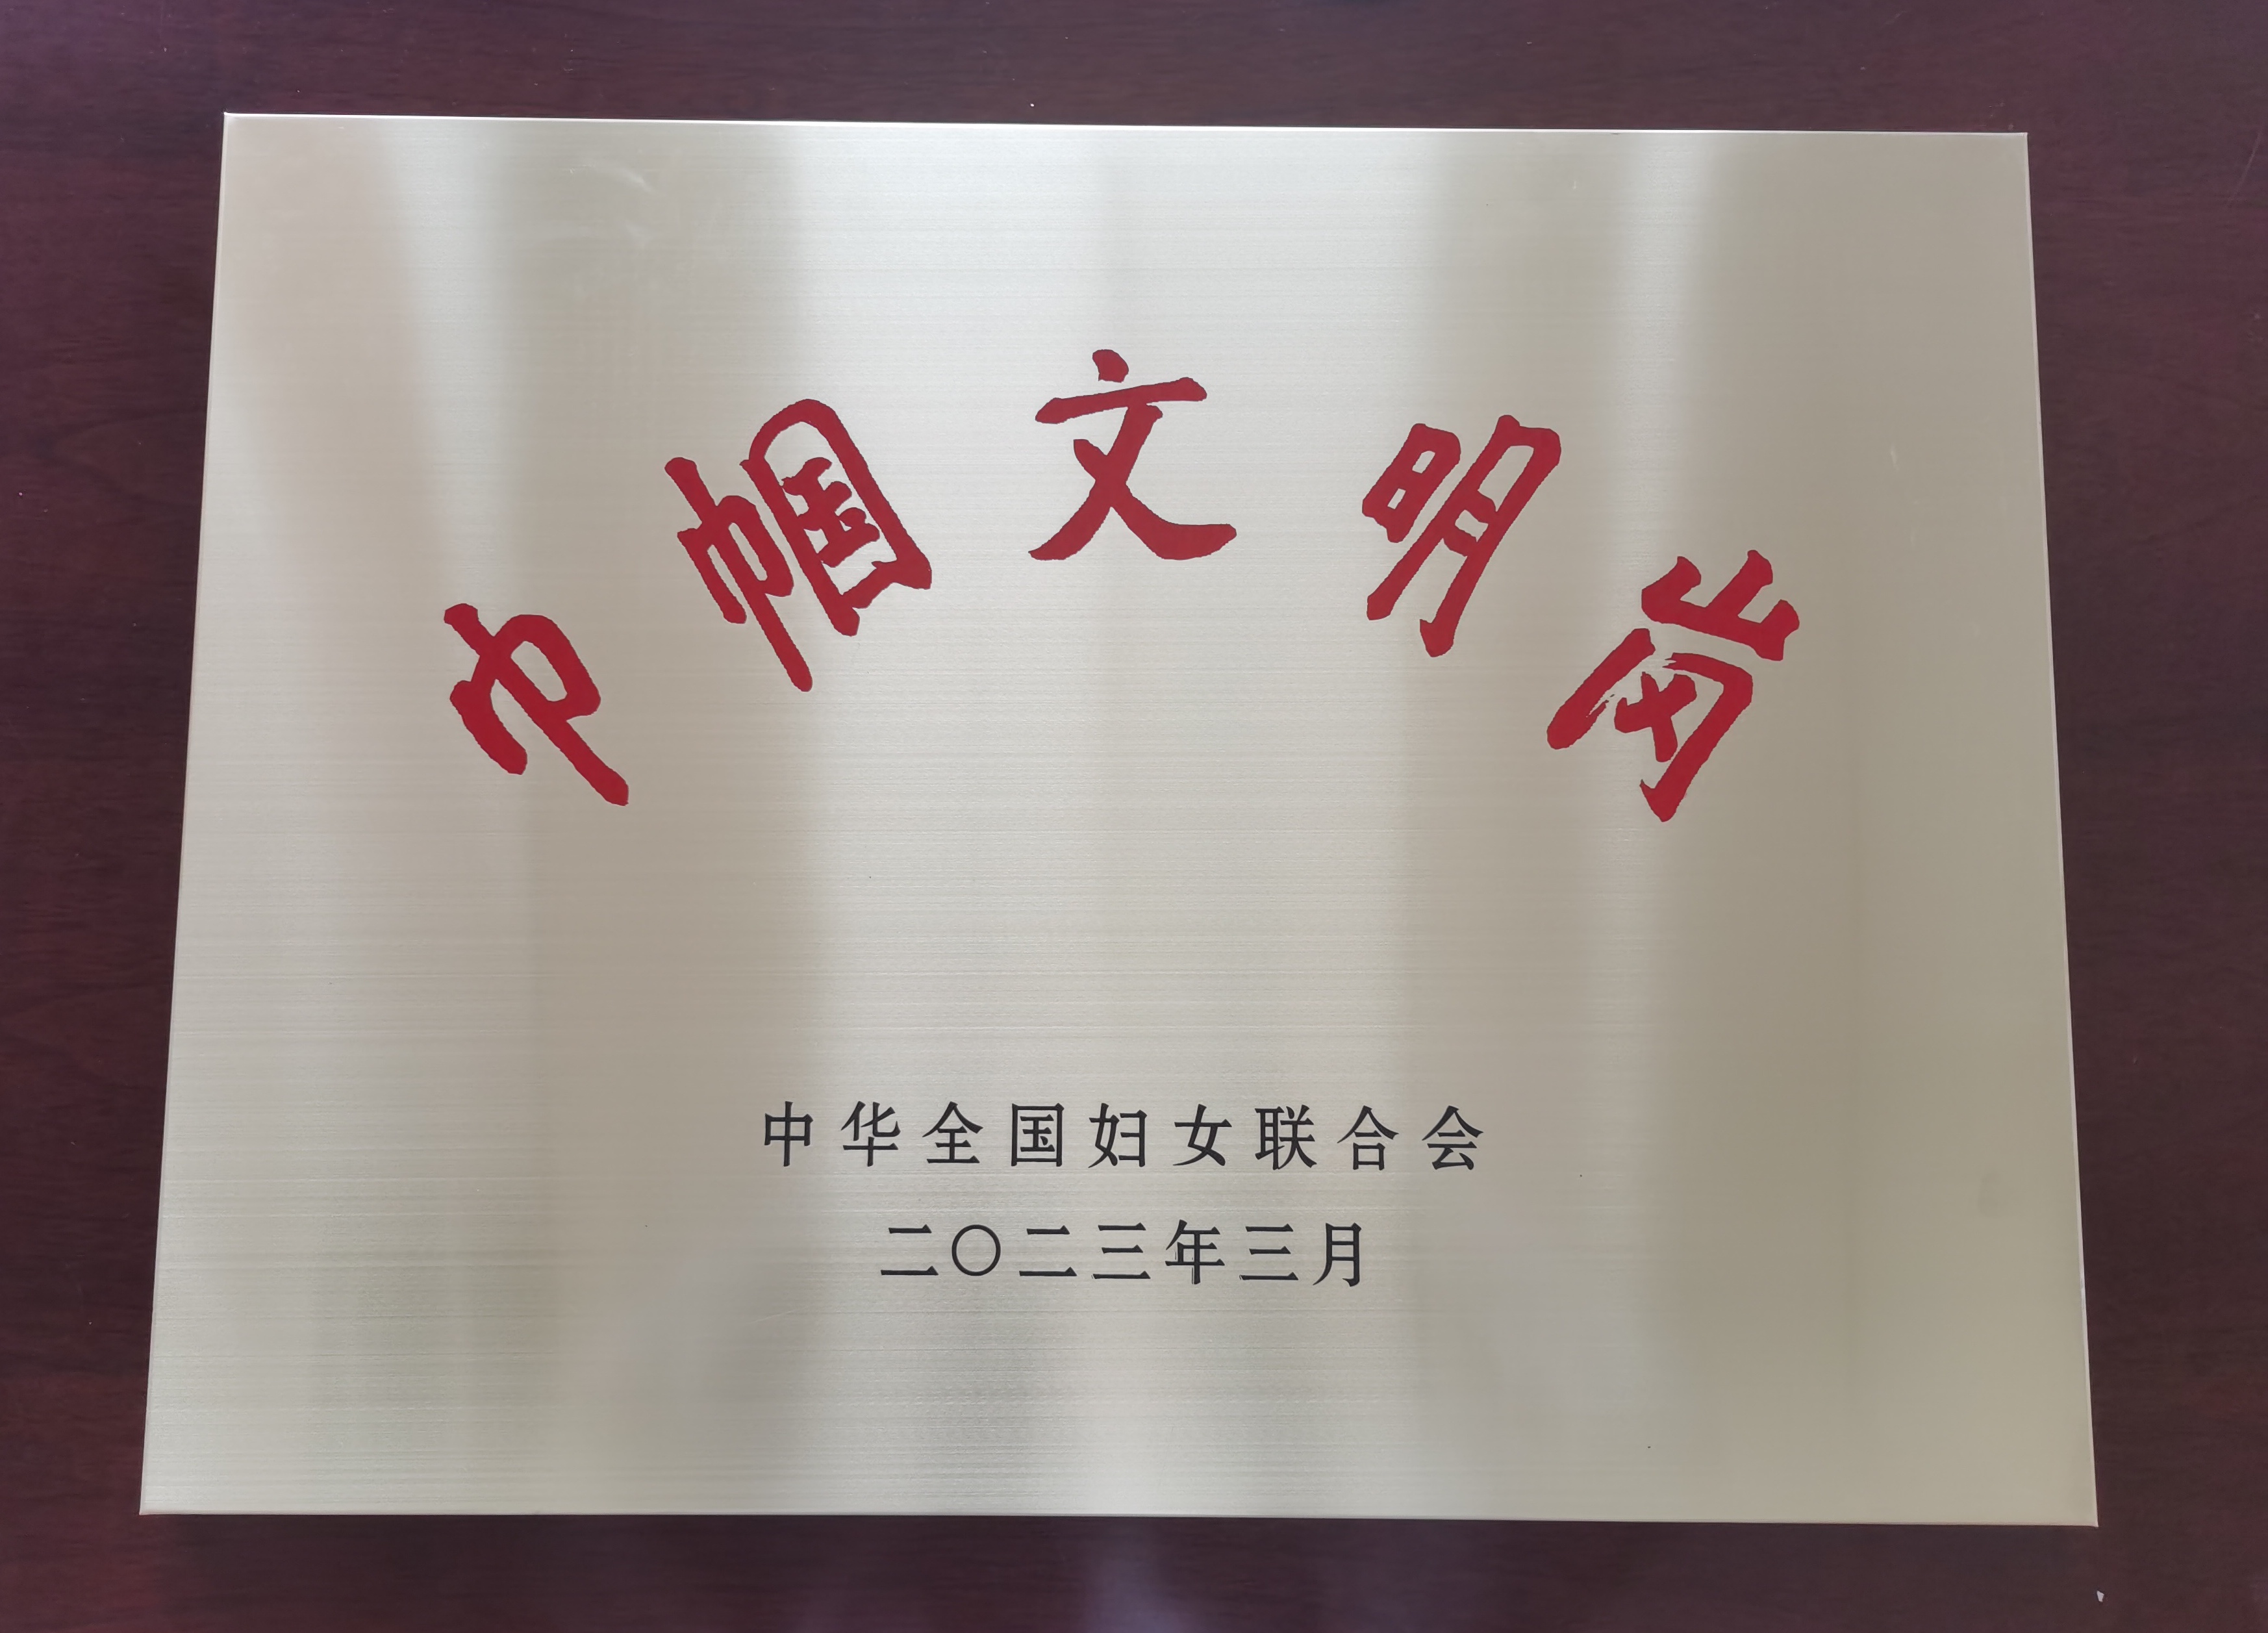 巾帼文明岗
中华全国妇女联合会
二〇二三年三月